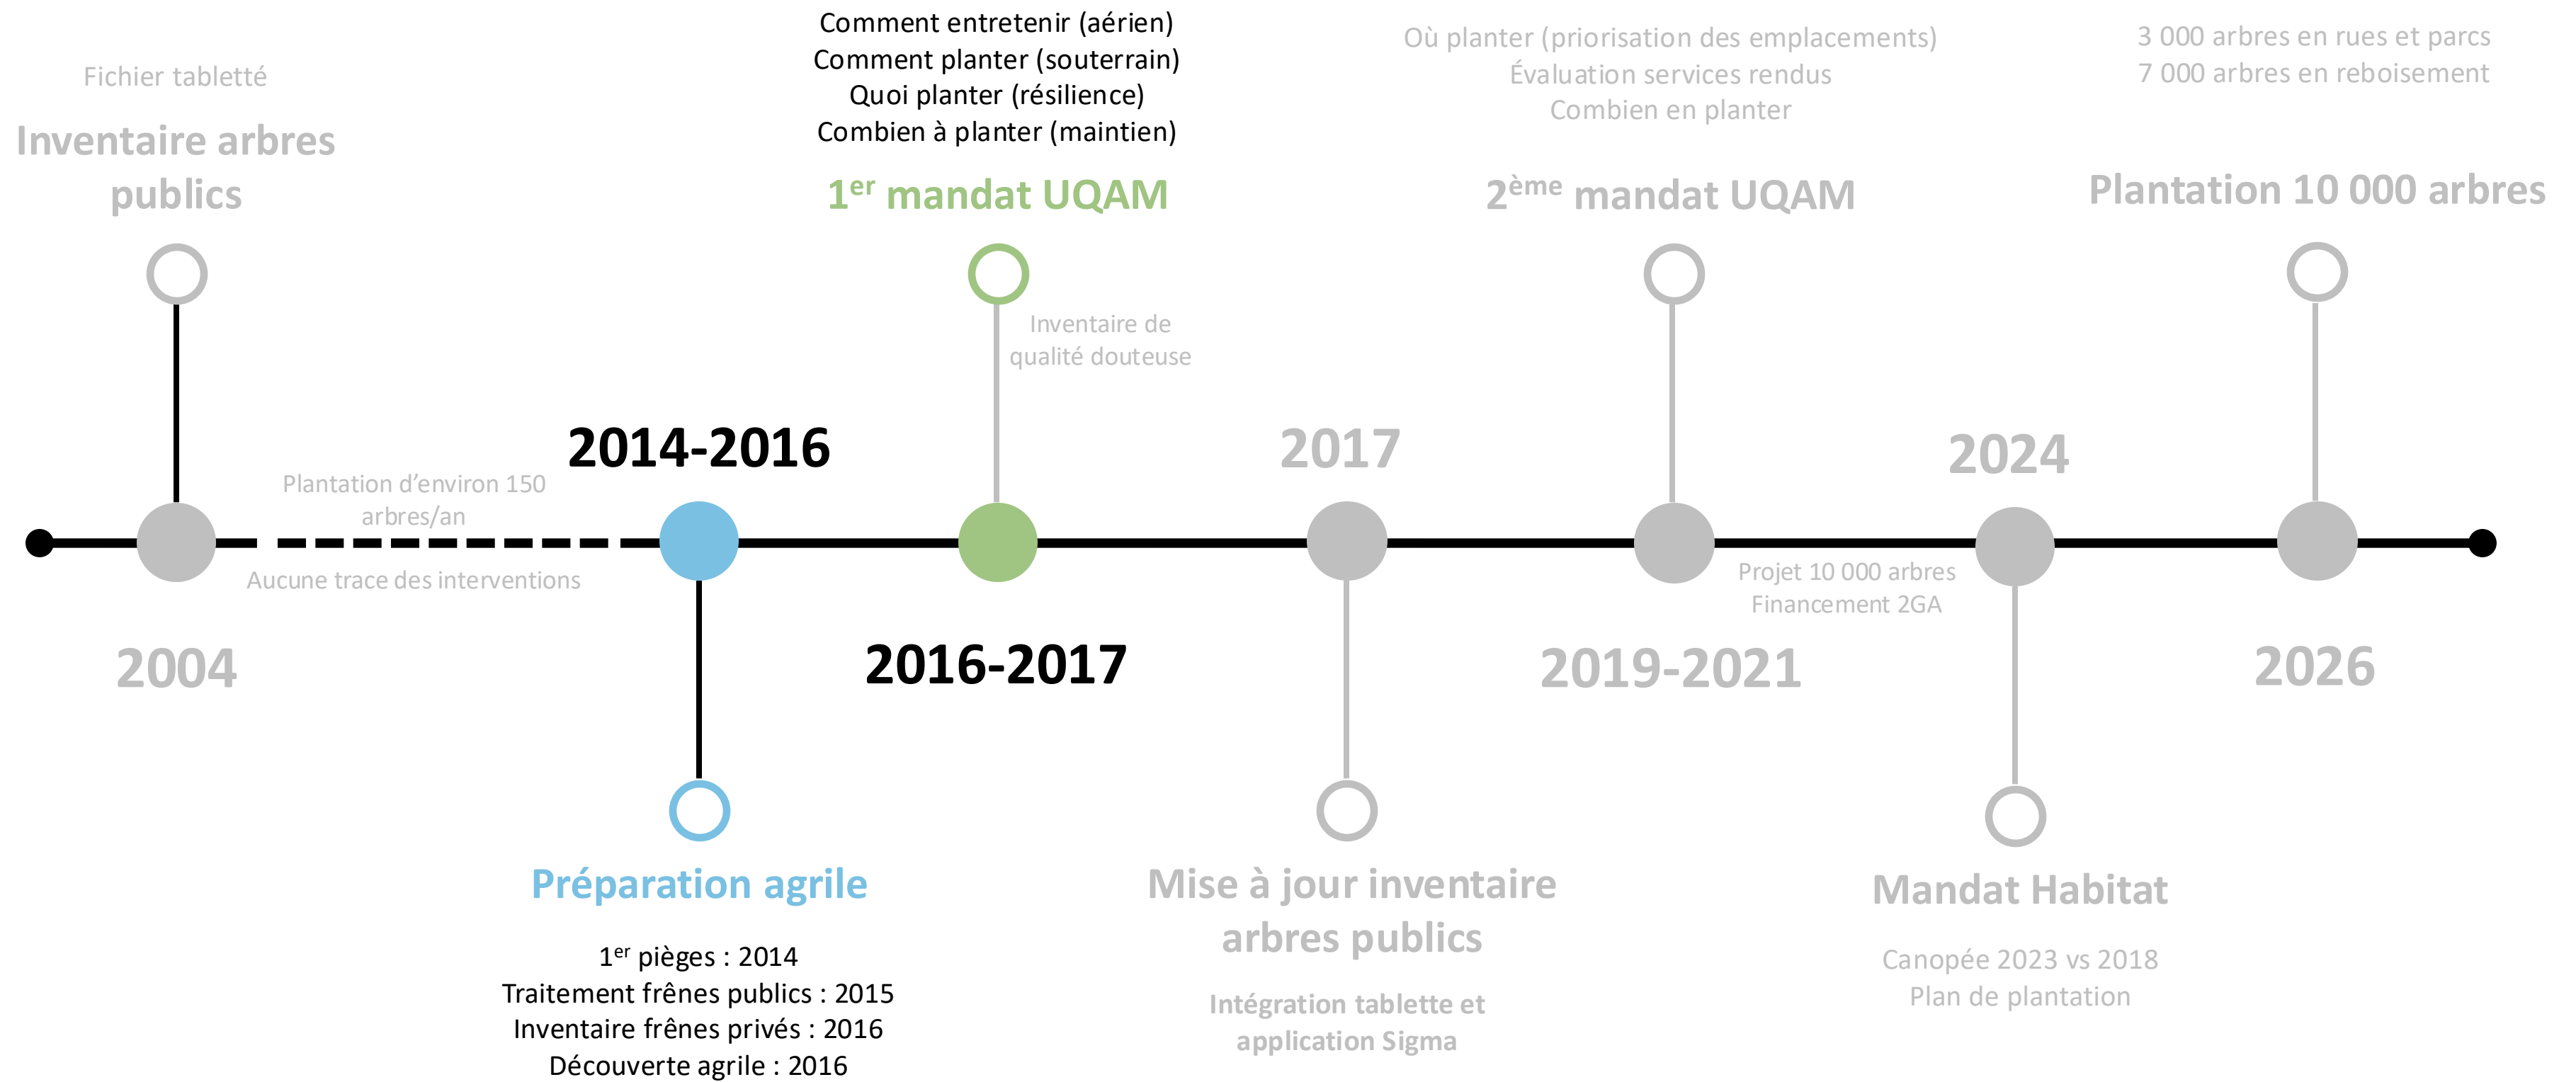 Fichier tabletté
Inventaire arbres
publics
Comment entretenir (aérien)
Comment planter (souterrain)
Quoi planter (résilience)
Combien à planter (maintien)
1er mandat UQAM
Où planter (priorisation des emplacements)
Évaluation services rendus
Combien en planter
2ème mandat UQAM
3 000 arbres en rues et parcs
7 000 arbres en reboisement
Plantation 10 000 arbres
Inventaire de
qualité douteuse
2014-2016
2017
2024
Plantation d’environ 150
arbres/an
Aucune trace des interventions
Projet 10 000 arbres
Financement 2GA
2004
2016-2017
2019-2021
2026
Préparation agrile
1er pièges : 2014
Traitement frênes publics : 2015
Inventaire frênes privés : 2016
Découverte agrile : 2016
Mise à jour inventaire
arbres publics
Intégration tablette et
application Sigma
Mandat Habitat
Canopée 2023 vs 2018
Plan de plantation